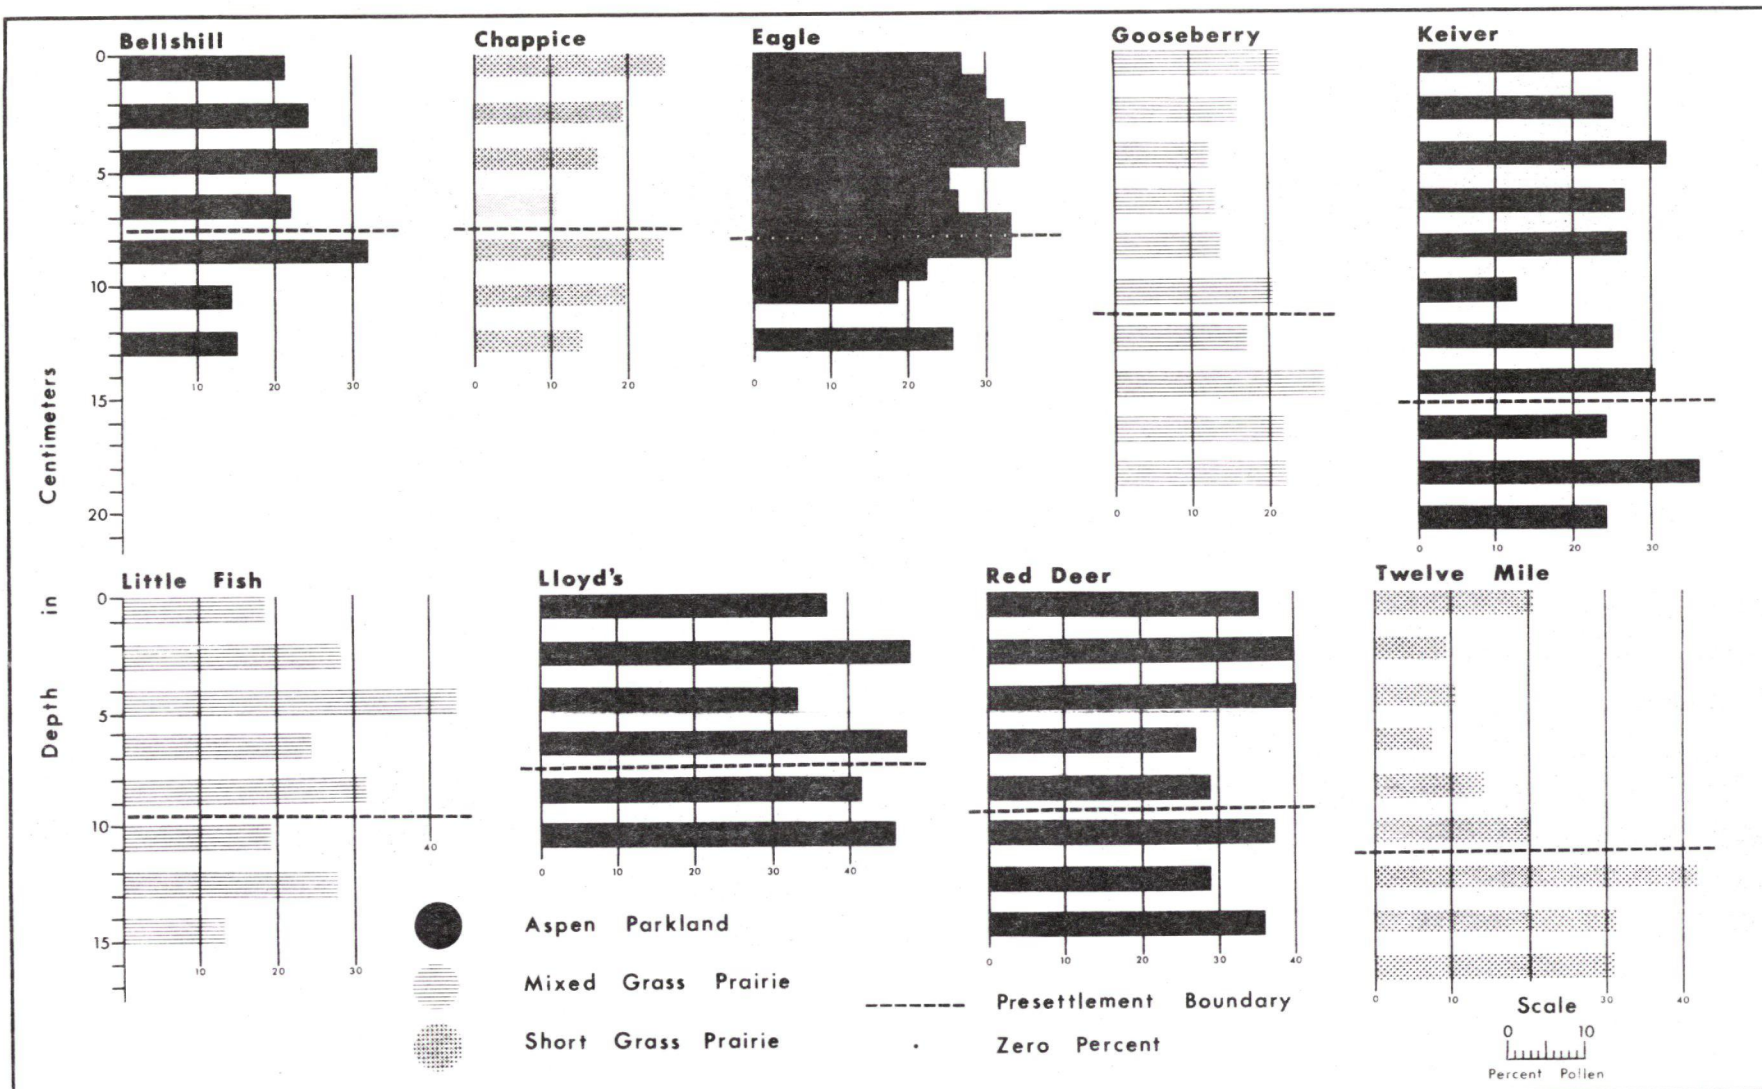 Bellshill Chappice Eagle Gooseberry Keiver
0
5
10
15
20
Centimeters
10 20 30
0 10 20
0 10 20 30
0 10 20
0 10 20 30
Depth in
Little Fish Lloyd's Red Deer Twelve Mile
0
5
10
15
40
10 20 30
0 10 20 30 40
0 10 20 30 40
0 10 20 30 40
Aspen Parkland
Mixed Grass Prairie
Short Grass Prairie
Presettlement Boundary
Zero Percent
Scale
0 10
Percent Pollen